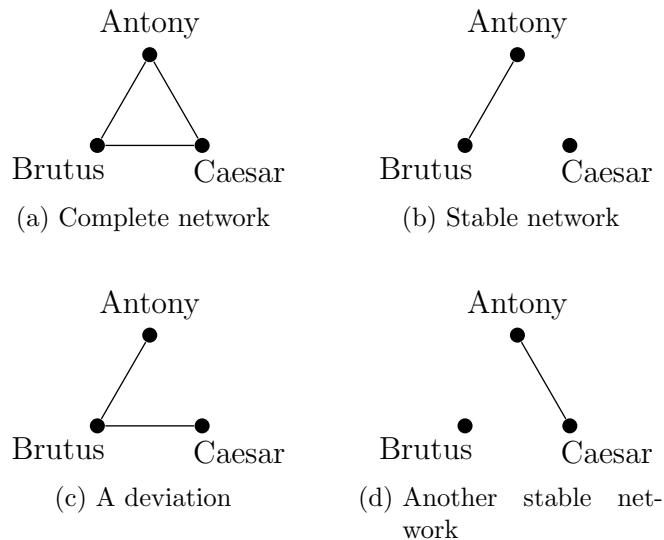 Antony
Brutus
Caesar
(a) Complete network
Antony
Brutus
Caesar
(b) Stable network
Antony
Brutus
Caesar
(c) A deviation
Antony
Brutus
Caesar
(d) Another stable net-
work